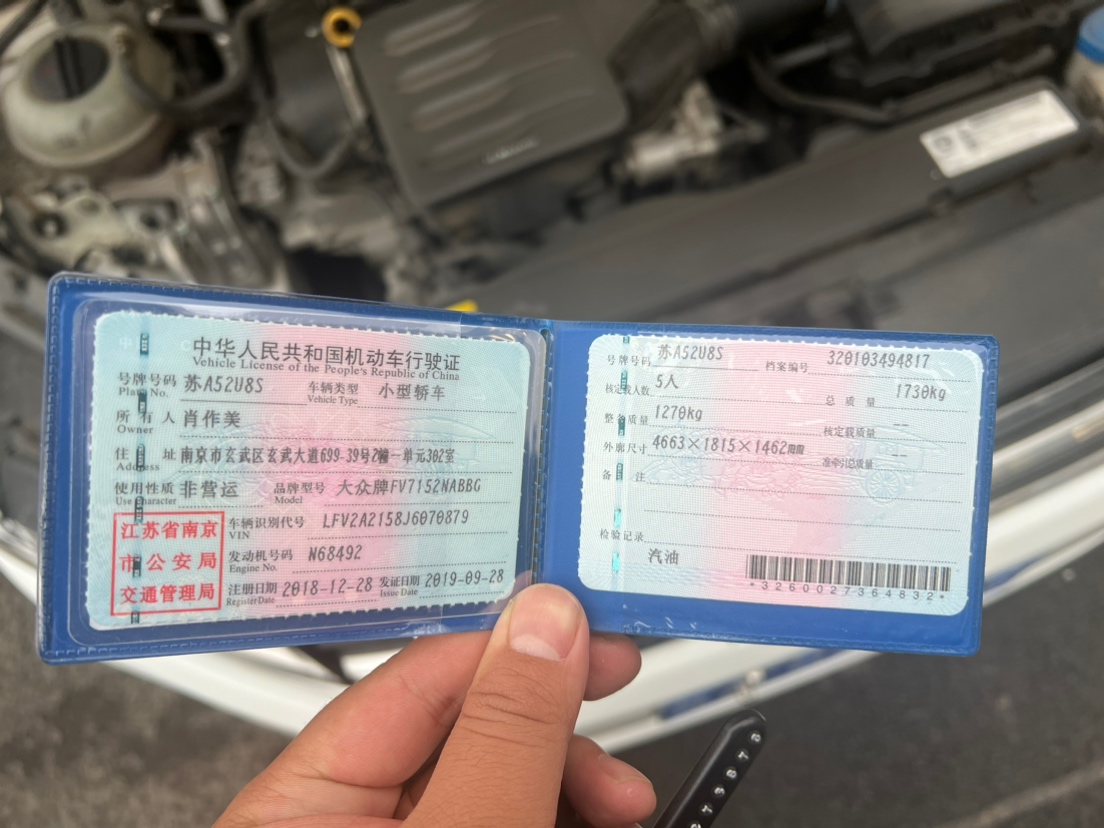 中华人民共和国机动车行驶证
Vehicle License of the People's Republic of China
号牌号码 苏A52U8S 车辆类型 小型轿车
Plate No. Vehicle Type
所有人 肖作美
Owner
住址 南京市玄武区玄武大道699-39号2幢一单元302室
Address
使用性质 非营运 品牌型号 大众牌FV7152NABBG
Use Character Model
江苏省南京
市公安局
交通管理局
车辆识别代号 LFV2A2158J6070879
VIN
发动机号码 N68492
Engine No.
注册日期 2018-12-28 发证日期 2019-09-28
Register Date Issue Date
号牌号码 苏A52U8S 档案编号 320103494817
核定载人数 5人 总质量 1730kg
整备质量 1270kg 核定载质量 --
外廓尺寸 4663×1815×1462mm 准牵引总质量 --
备注
检验记录
汽油
*3260027364832*